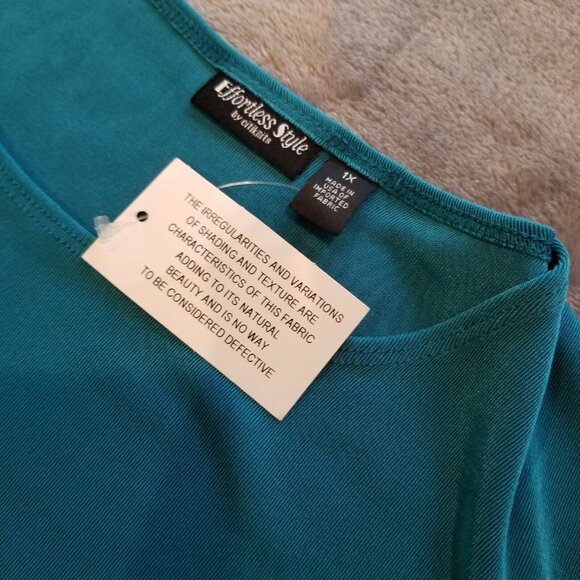 Effortless Style
by citiknits
1X
MADE IN
USA OF
IMPORTED
FABRIC
THE IRREGULARITIES AND VARIATIONS
OF SHADING AND TEXTURE ARE
CHARACTERISTICS OF THIS FABRIC
ADDING TO ITS NATURAL
BEAUTY AND IS NO WAY
TO BE CONSIDERED DEFECTIVE